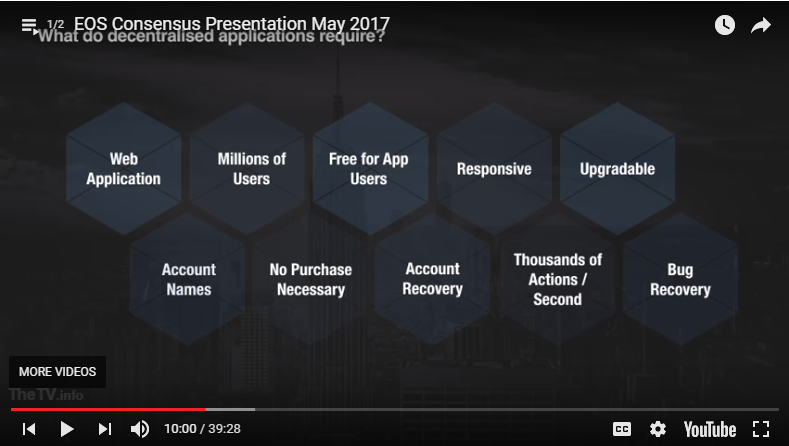 1/2 EOS Consensus Presentation May 2017
What do decentralised applications require?
Web
Application
Millions of
Users
Free for App
Users
Responsive
Upgradable
Account
Names
No Purchase
Necessary
Account
Recovery
Thousands of
Actions /
Second
Bug
Recovery
MORE VIDEOS
TheTV.info
10:00 / 39:28
CC
YouTube